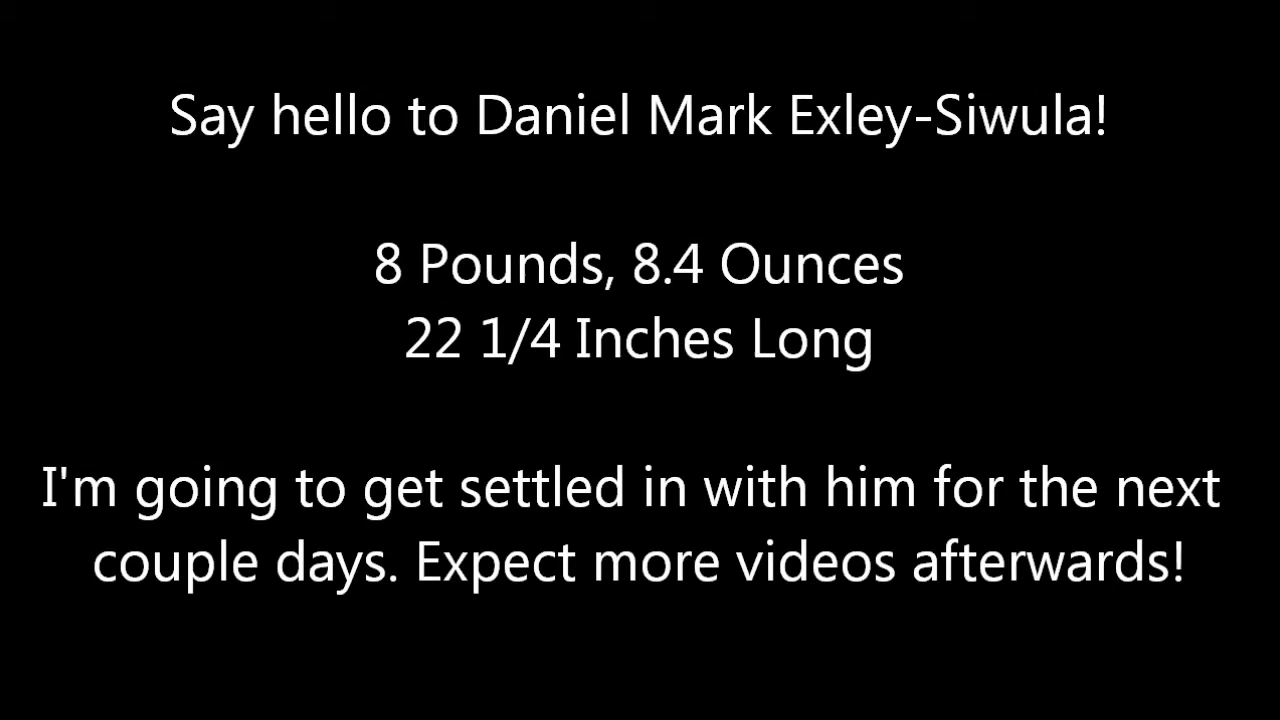 Say hello to Daniel Mark Exley-Siwula!
8 Pounds, 8.4 Ounces
22 1/4 Inches Long
I'm going to get settled in with him for the next
couple days. Expect more videos afterwards!